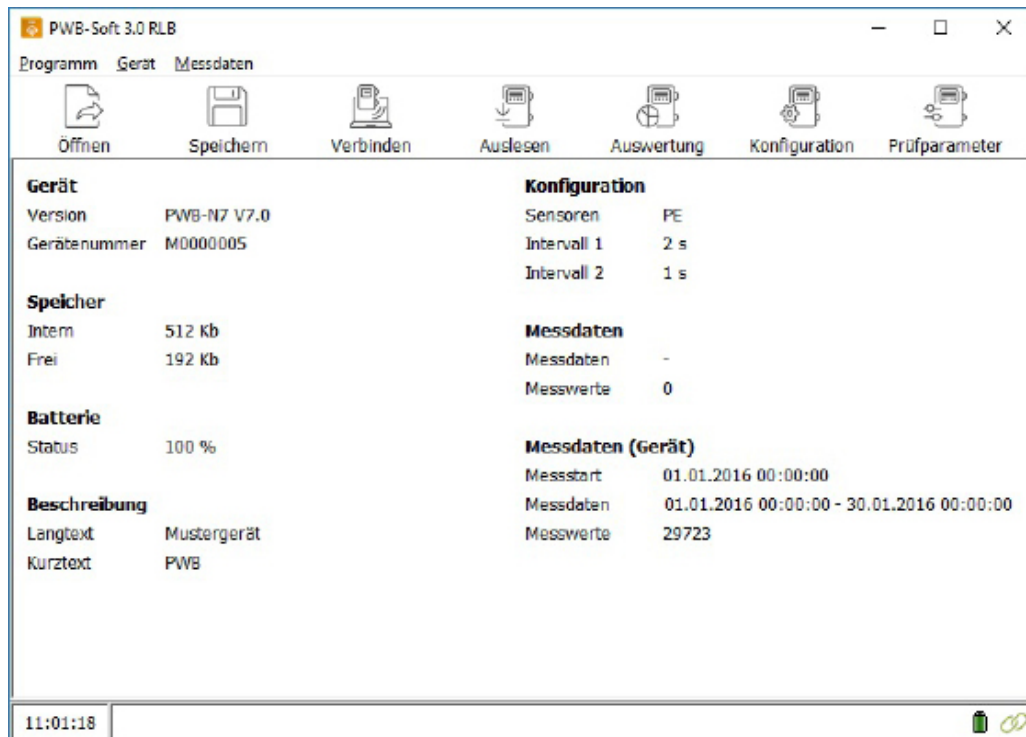 PWB-Soft 3.0 RLB
Programm Gerät Messdaten
Öffnen Speichern Verbinden Auslesen Auswertung Konfiguration Prüfparameter
Gerät
Version PWB-N7 V7.0
Gerätenummer M0000005
Speicher
Intern 512 Kb
Frei 192 Kb
Batterie
Status 100 %
Beschreibung
Langtext Mustergerät
Kurztext PWB
Konfiguration
Sensoren PE
Intervall 1 2 s
Intervall 2 1 s
Messdaten
Messdaten -
Messwerte 0
Messdaten (Gerät)
Messstart 01.01.2016 00:00:00
Messdaten 01.01.2016 00:00:00 - 30.01.2016 00:00:00
Messwerte 29723
11:01:18